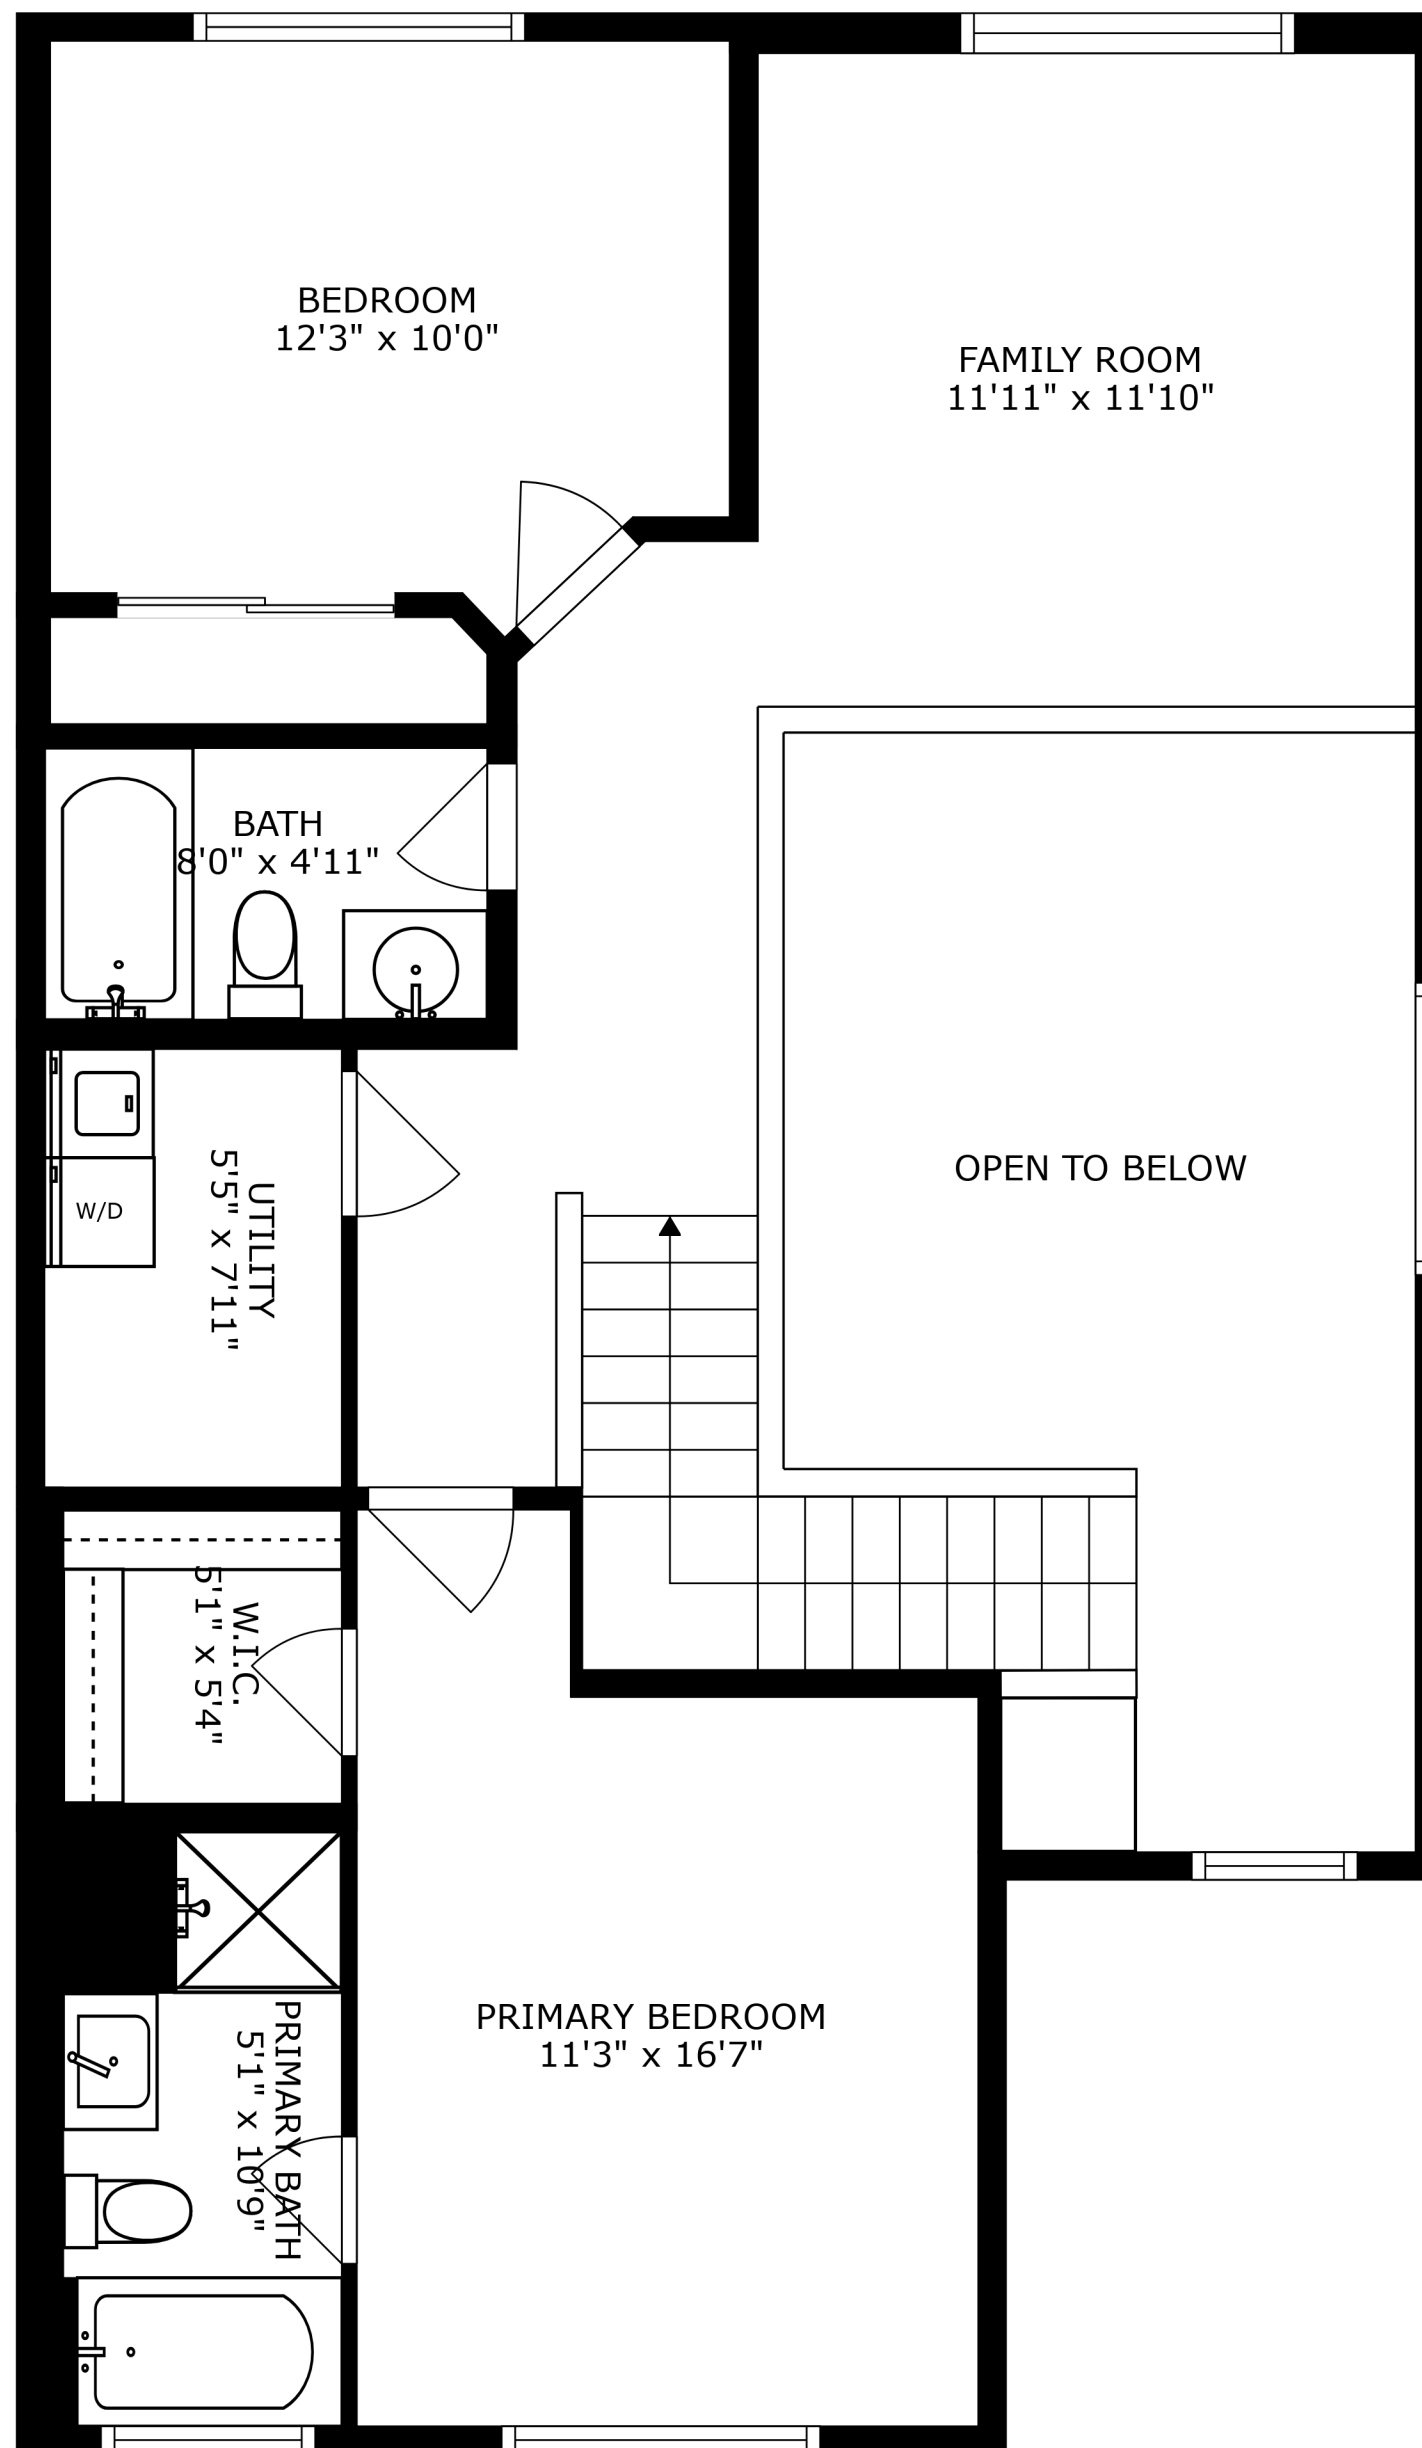 BEDROOM
12'3" x 10'0"
FAMILY ROOM
11'11" x 11'10"
BATH
8'0" x 4'11"
OPEN TO BELOW
W/D
UTILITY
5'5" x 7'11"
W.I.C.
5'1" x 5'4"
PRIMARY BEDROOM
11'3" x 16'7"
PRIMARY BATH
5'1" x 10'9"